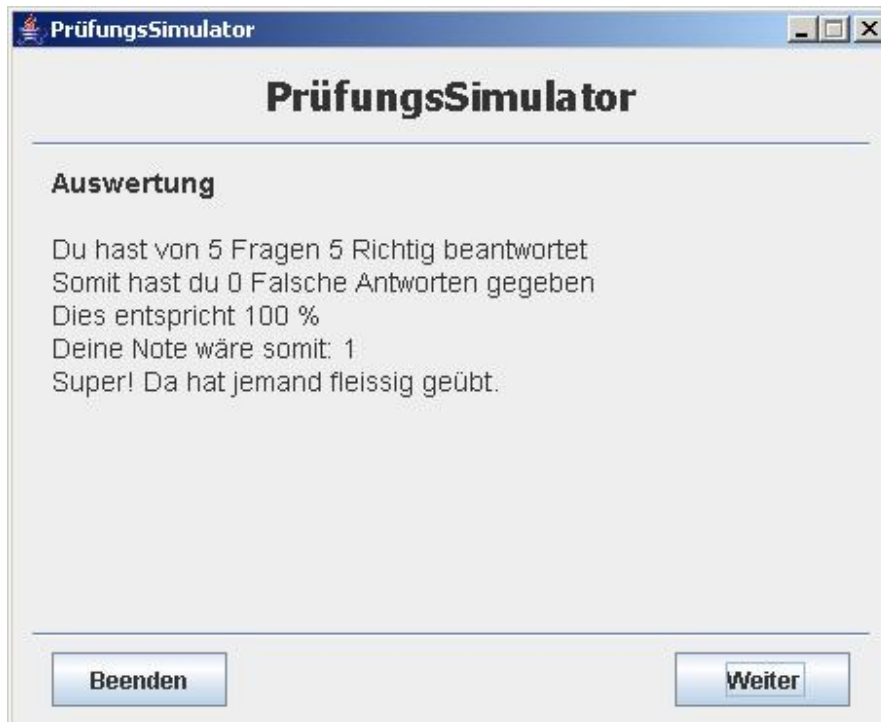 PrüfungsSimulator
PrüfungsSimulator
Auswertung
Du hast von 5 Fragen 5 Richtig beantwortet
Somit hast du 0 Falsche Antworten gegeben
Dies entspricht 100 %
Deine Note wäre somit: 1
Super! Da hat jemand fleissig geübt.
Beenden
Weiter